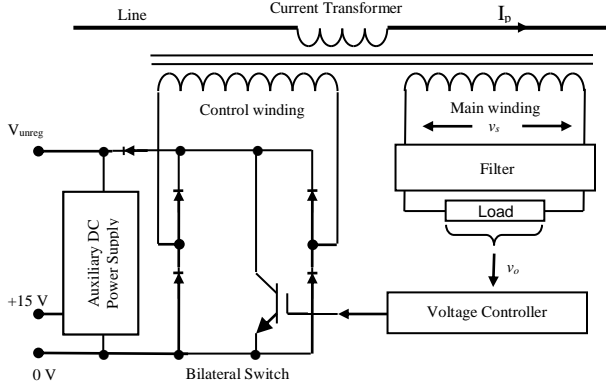 Line
Current Transformer
Ip
Control winding
Main winding
vs
Vunreg
Filter
Load
Auxiliary DC
Power Supply
vo
+15 V
Voltage Controller
0 V
Bilateral Switch